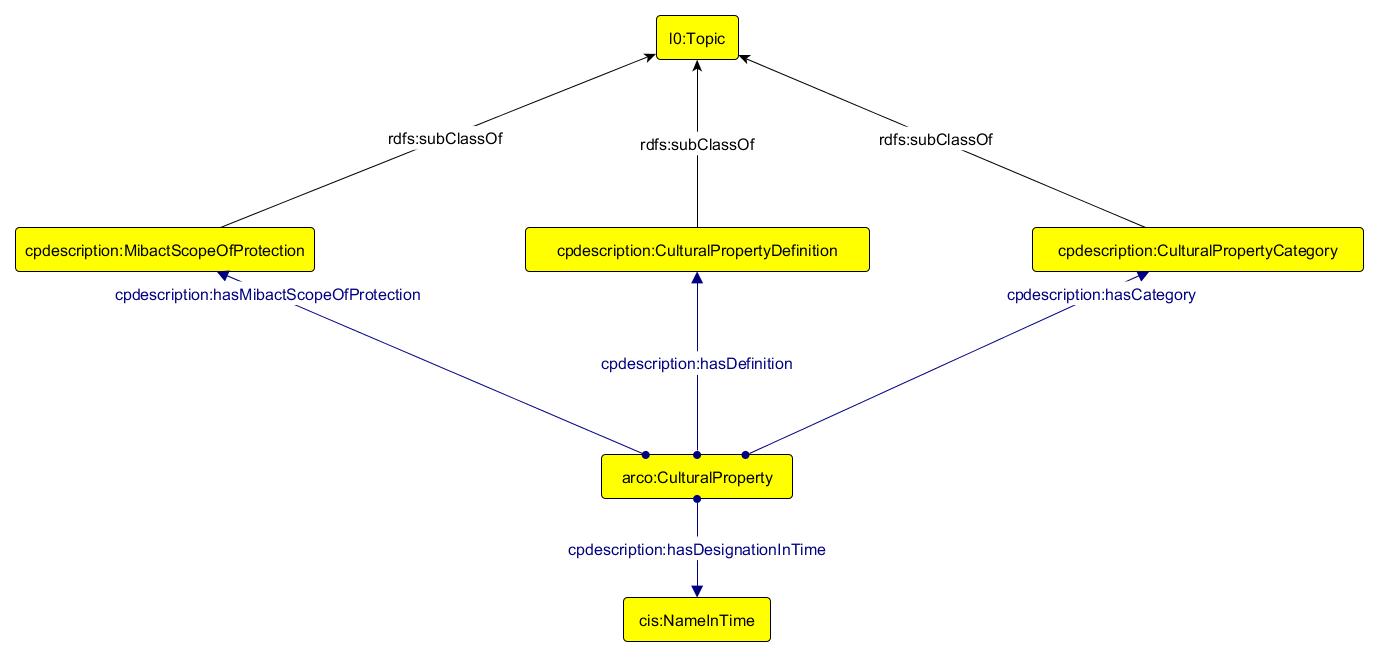 l0:Topic
rdfs:subClassOf
rdfs:subClassOf
rdfs:subClassOf
cpdescription:MibactScopeOfProtection
cpdescription:CulturalPropertyDefinition
cpdescription:CulturalPropertyCategory
cpdescription:hasMibactScopeOfProtection
cpdescription:hasCategory
cpdescription:hasDefinition
arco:CulturalProperty
cpdescription:hasDesignationInTime
cis:NameInTime